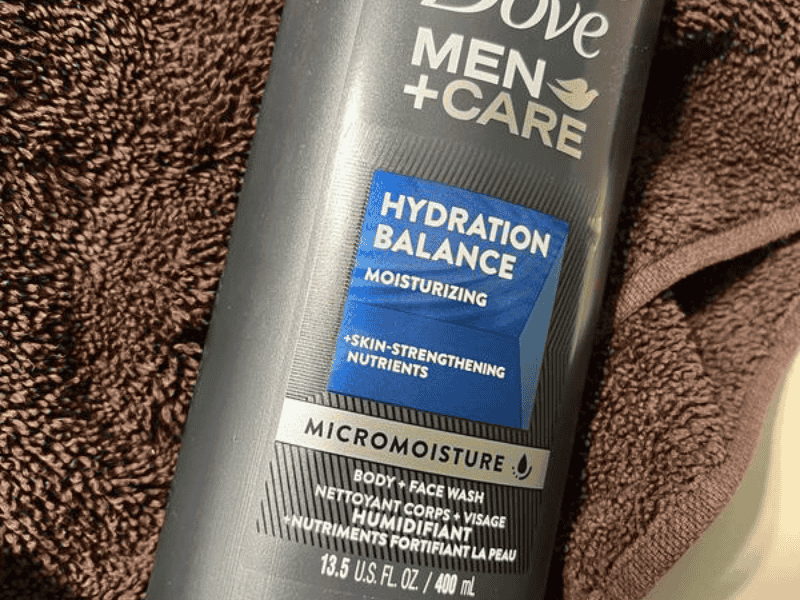 Dove
MEN
+CARE
HYDRATION
BALANCE
MOISTURIZING
+SKIN-STRENGTHENING
NUTRIENTS
MICROMOISTURE
BODY + FACE WASH
NETTOYANT CORPS + VISAGE
HUMIDIFIANT
+NUTRIMENTS FORTIFIANT LA PEAU
13.5 U.S. FL. OZ. / 400 mL